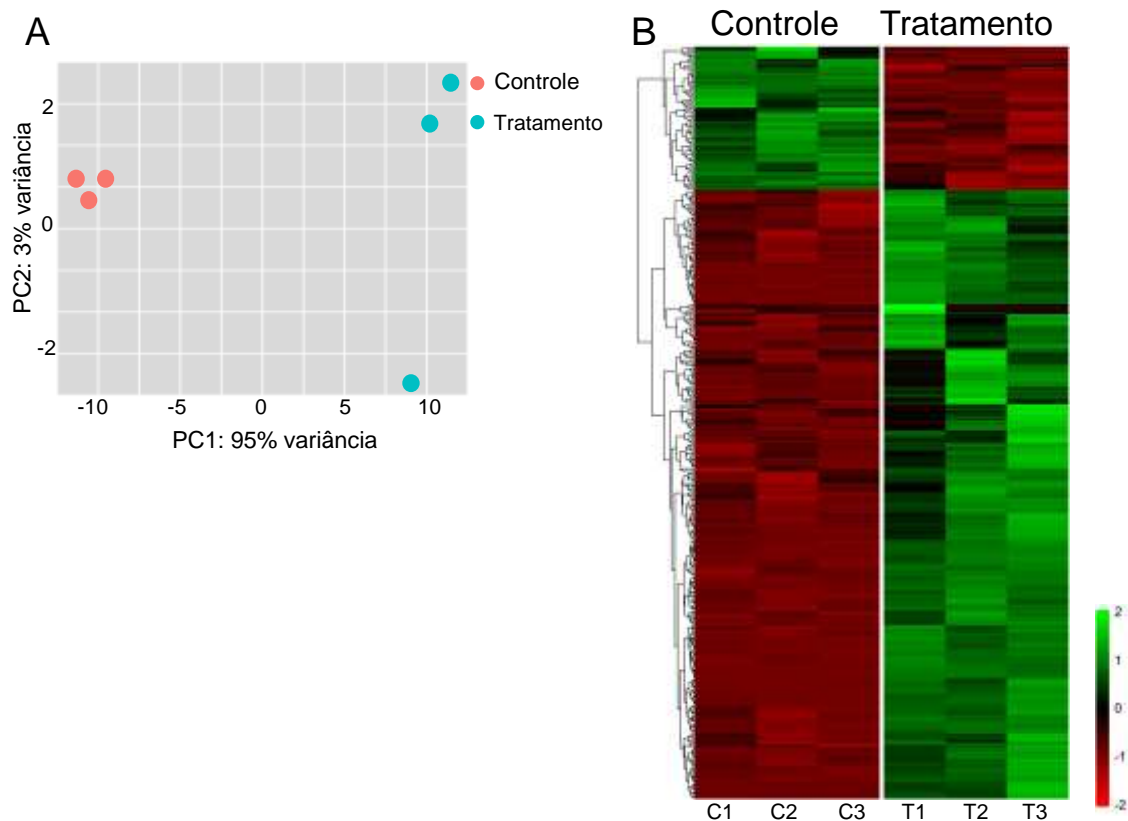 A
2
0
-2
PC2: 3% variância
-10 -5 0 5 10
PC1: 95% variância
Controle
Tratamento
B
Controle Tratamento
C1 C2 C3 T1 T2 T3
2
1
0
-1
-2